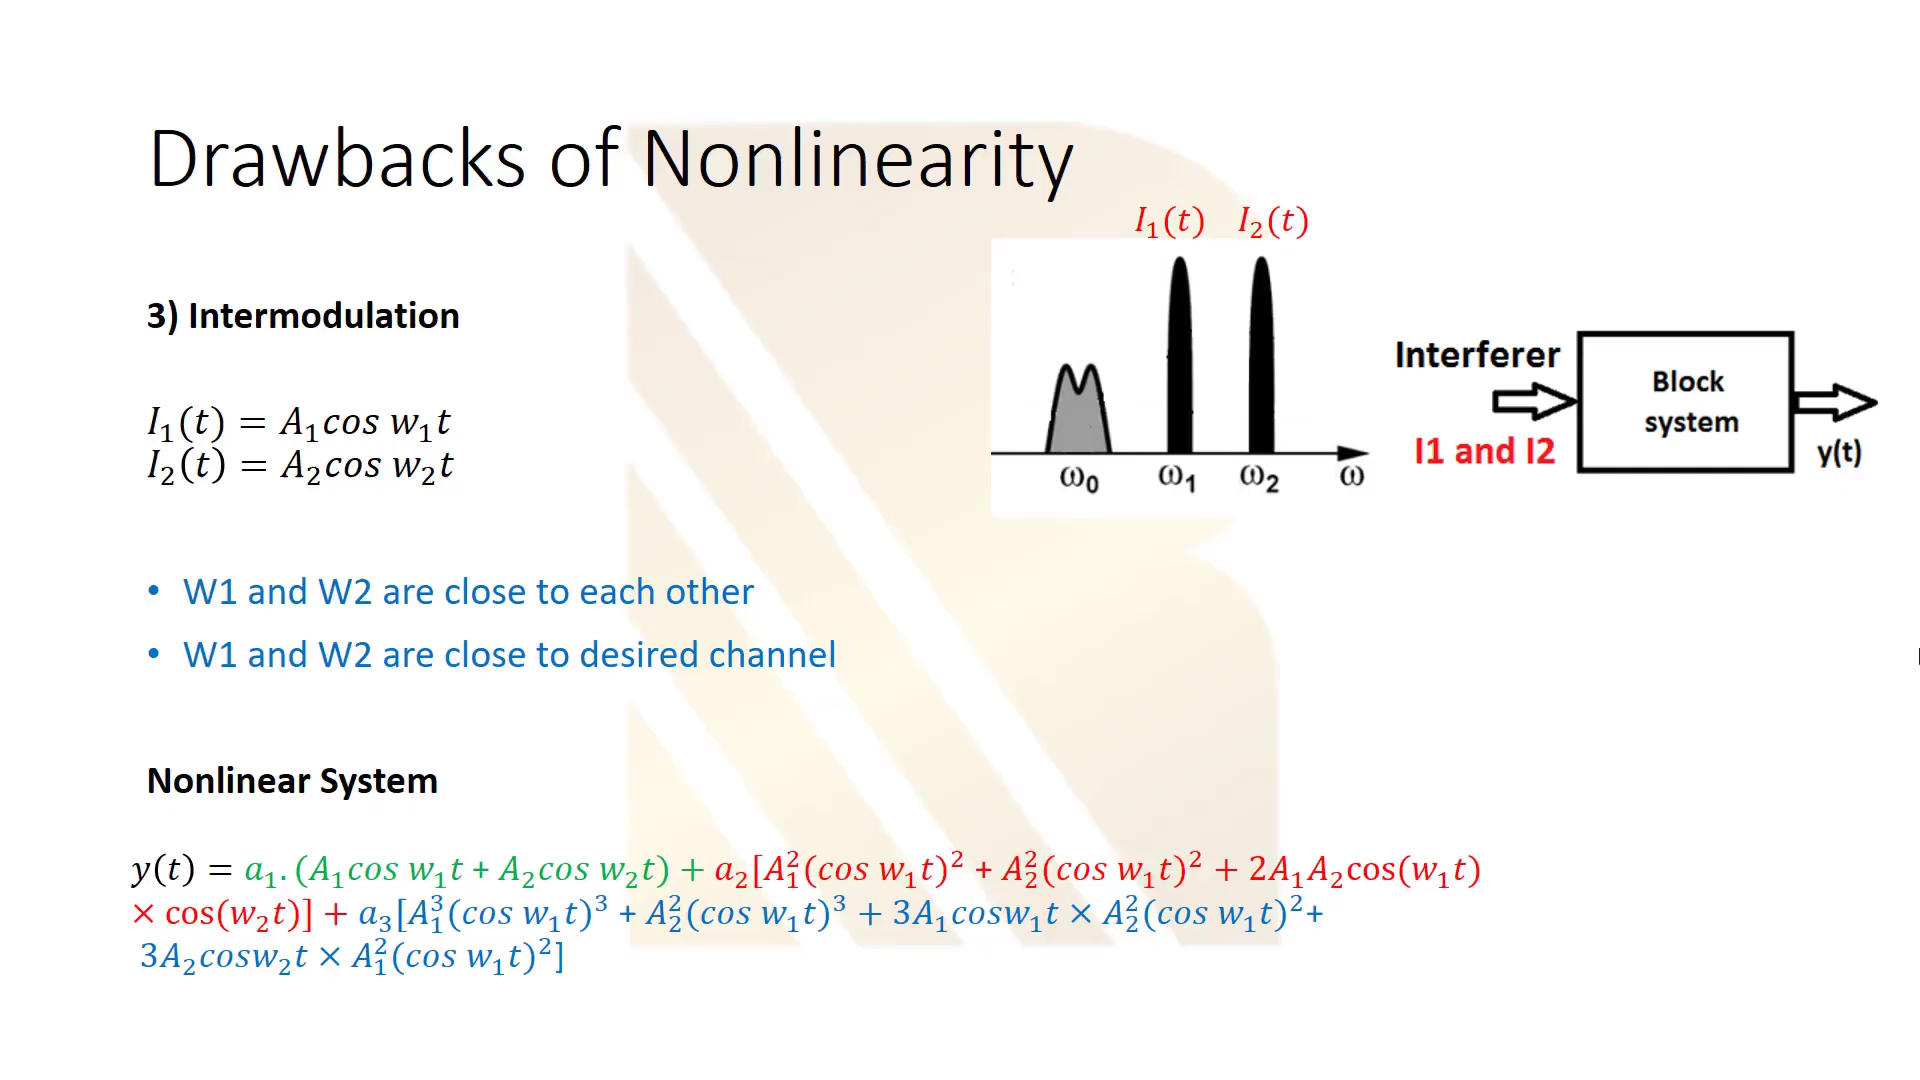 Drawbacks of Nonlinearity
I₁(t) I₂(t)
3) Intermodulation
I₁(t) = A₁cos w₁t
I₂(t) = A₂cos w₂t
ω₀ ω₁ ω₂ ω
Interferer
I1 and I2
Block
system
y(t)
• W1 and W2 are close to each other
• W1 and W2 are close to desired channel
Nonlinear System
y(t) = a₁.(A₁cos w₁t + A₂cos w₂t) + a₂[A₁²(cos w₁t)² + A₂²(cos w₁t)² + 2A₁A₂cos(w₁t)
× cos(w₂t)] + a₃[A₁³(cos w₁t)³ + A₂²(cos w₁t)³ + 3A₁cosw₁t × A₂²(cos w₁t)²+
3A₂cosw₂t × A₁²(cos w₁t)²]